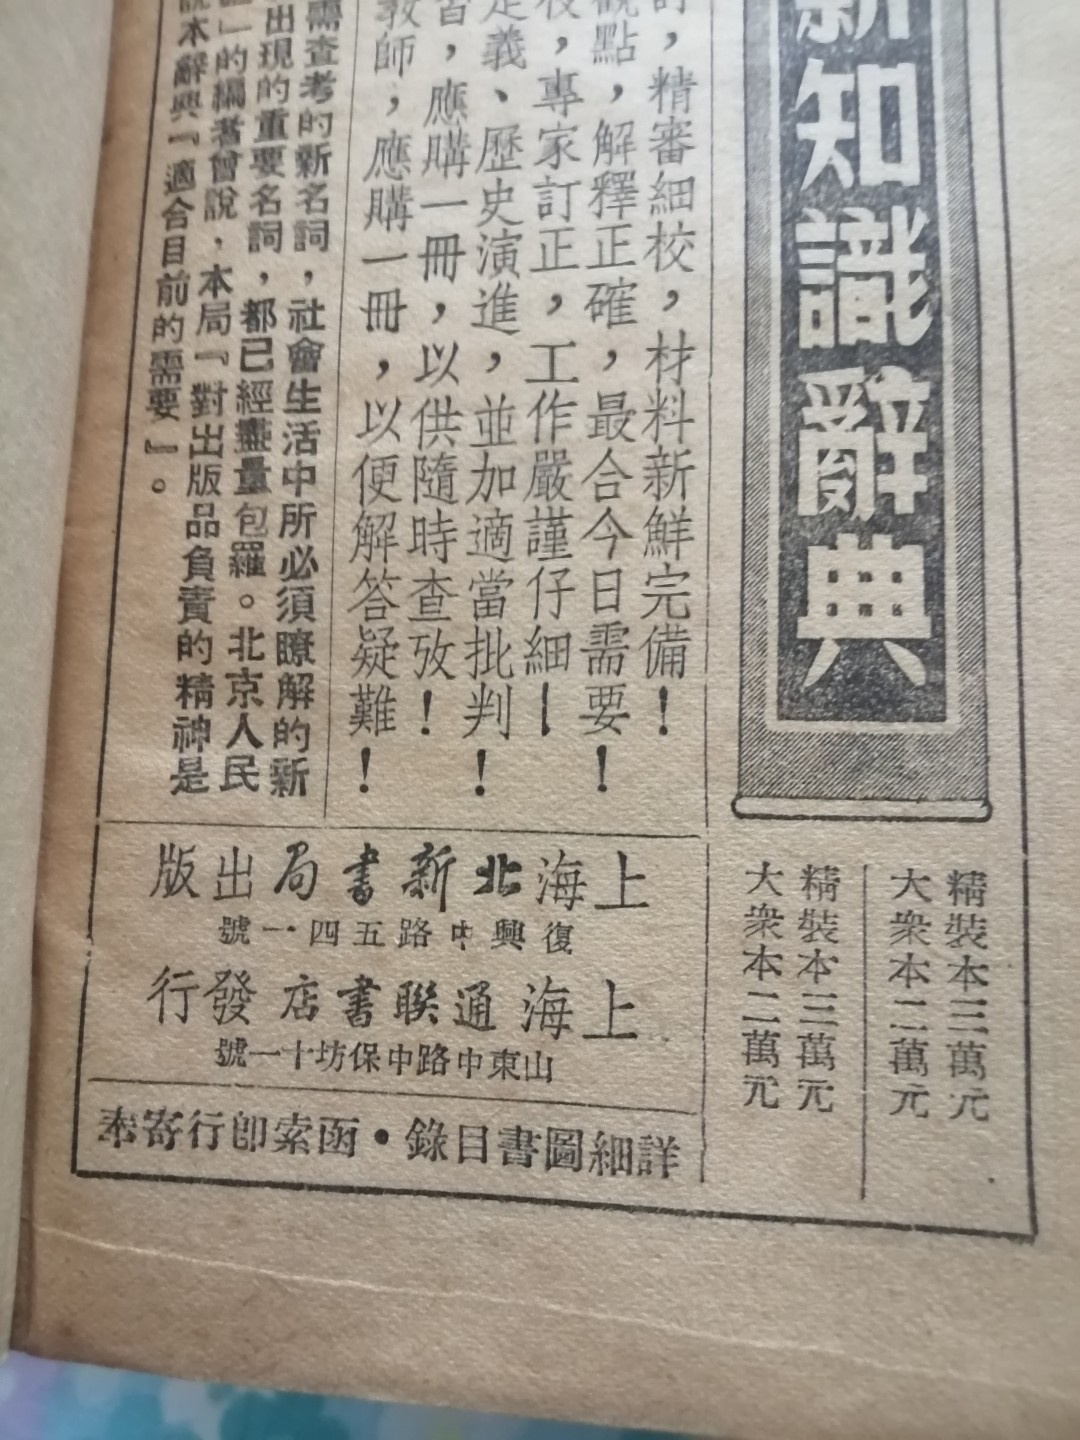 新知識辭典
精裝本三萬元
大衆本二萬元
精裝本三萬元
大衆本二萬元
訂，精審細校，材料新鮮完備！
觀點，解釋正確，最合今日需要！
校，專家訂正，工作嚴謹仔細！
定義、歷史演進，並加適當批判！
者，應購一冊，以供隨時查攷！
教師，應購一冊，以便解答疑難！
需查考的新名詞，社會生活中所必須瞭解的新
出現的重要名詞，都已經盡量包羅。北京人民
」的編者曾說，本局『對出版品負責的精神是
說本辭典『適合目前的需要』。
上海北新書局出版
復興中路五四一號
上海通聯書店發行
山東中路中保坊十一號
詳細圖書目錄・函索即行寄奉